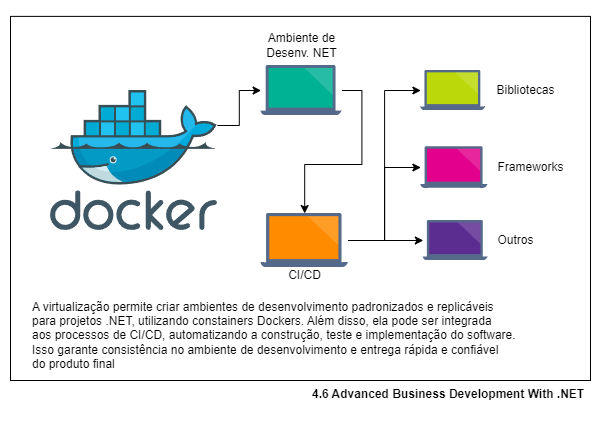 Ambiente de
Desenv. NET
Bibliotecas
docker
Frameworks
Outros
CI/CD
A virtualização permite criar ambientes de desenvolvimento padronizados e replicáveis
para projetos .NET, utilizando constainers Dockers. Além disso, ela pode ser integrada
aos processos de CI/CD, automatizando a construção, teste e implementação do software.
Isso garante consistência no ambiente de desenvolvimento e entrega rápida e confiável
do produto final
4.6 Advanced Business Development With .NET